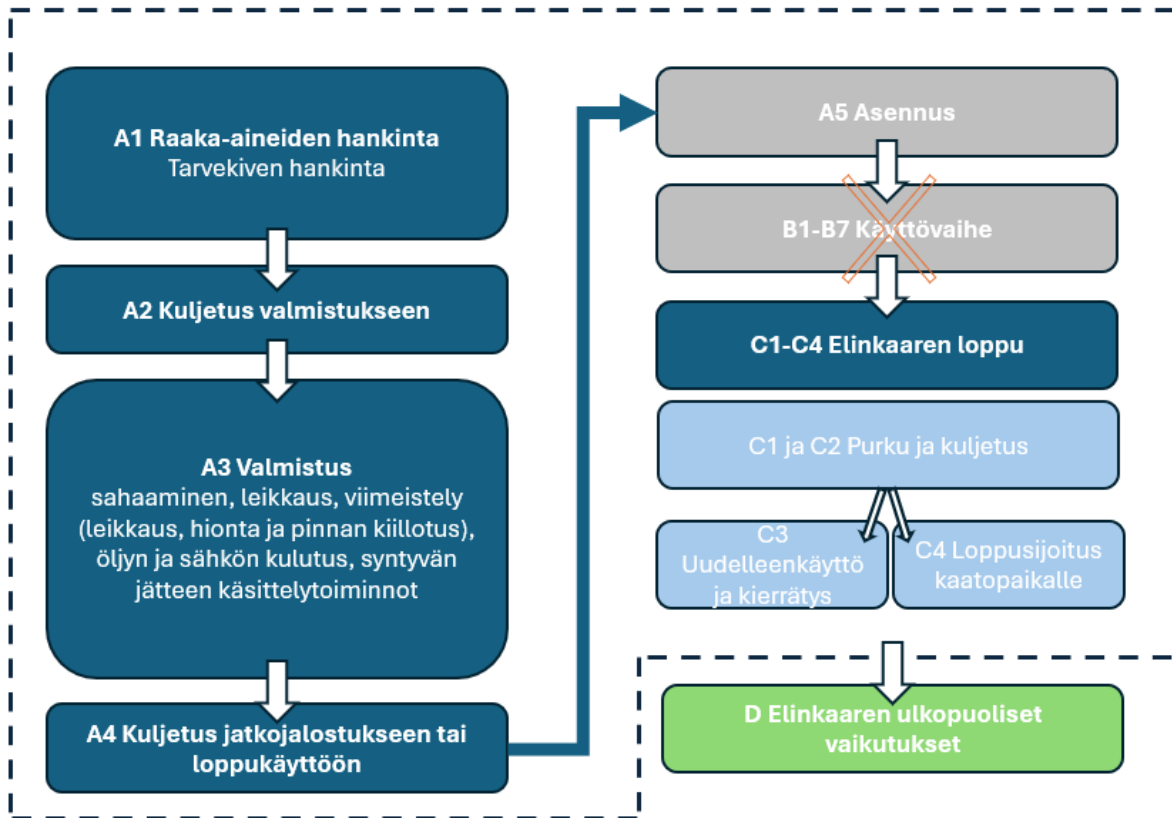 A1 Raaka-aineiden hankinta
Tarvekiven hankinta
A2 Kuljetus valmistukseen
A3 Valmistus
sahaaminen, leikkaus, viimeistely
(leikkaus, hionta ja pinnan kiillotus),
öljyn ja sähkön kulutus, syntyvän
jätteen käsittelytoiminnot
A4 Kuljetus jatkojalostukseen tai
loppukäyttöön
A5 Asennus
B1-B7 Käyttövaihe
C1-C4 Elinkaaren loppu
C1 ja C2 Purku ja kuljetus
C3
Uudelleenkäyttö
ja kierrätys
C4 Loppusijoitus
kaatopaikalle
D Elinkaaren ulkopuoliset
vaikutukset